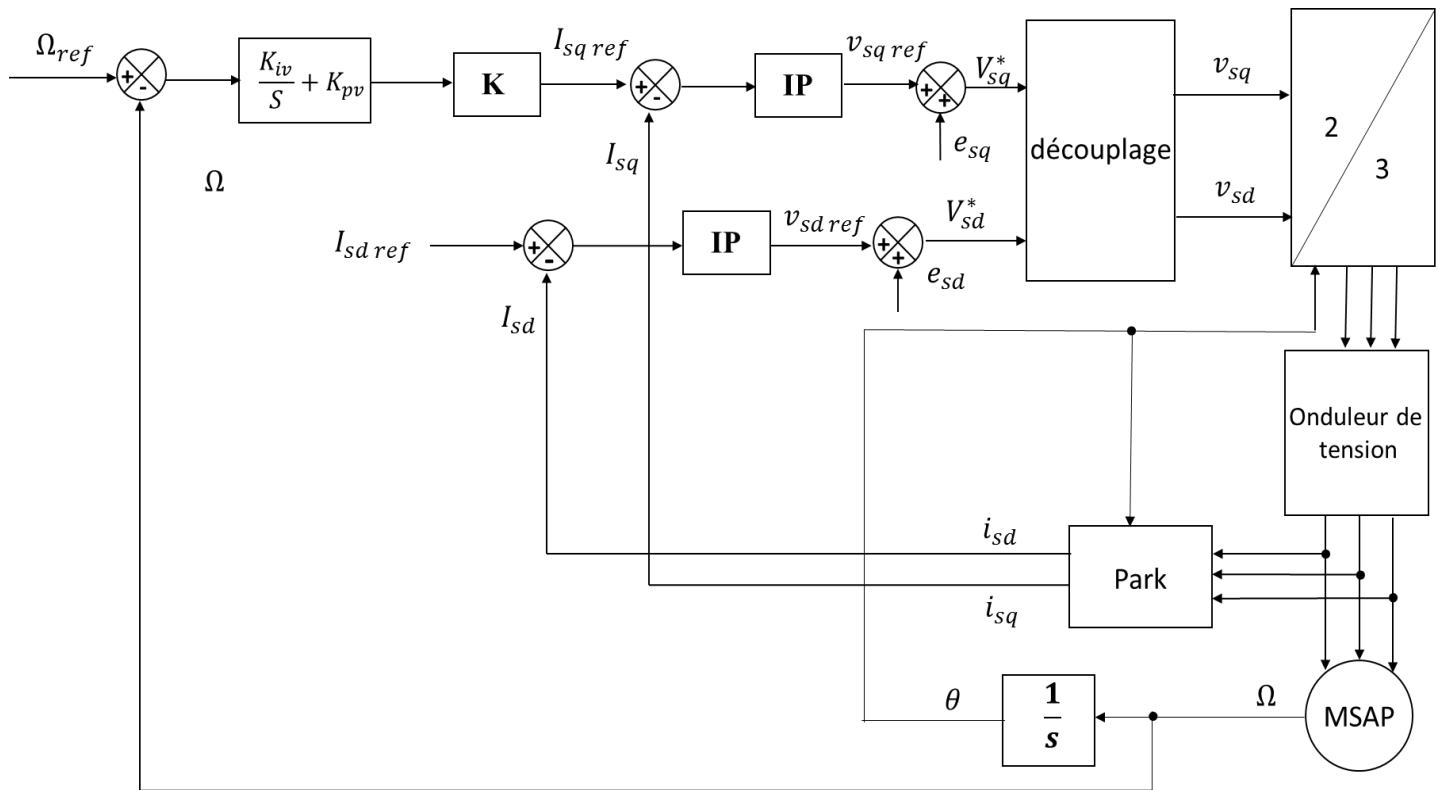 Ω_ref
+
-
K_iv/S + K_pv
K
I_sq ref
+
-
IP
v_sq ref
+
+
V*_sq
e_sq
découplage
v_sq
v_sd
2
3
I_sq
Ω
I_sd ref
+
-
IP
v_sd ref
+
+
V*_sd
e_sd
I_sd
Onduleur de
tension
i_sd
Park
i_sq
θ
1/s
Ω
MSAP